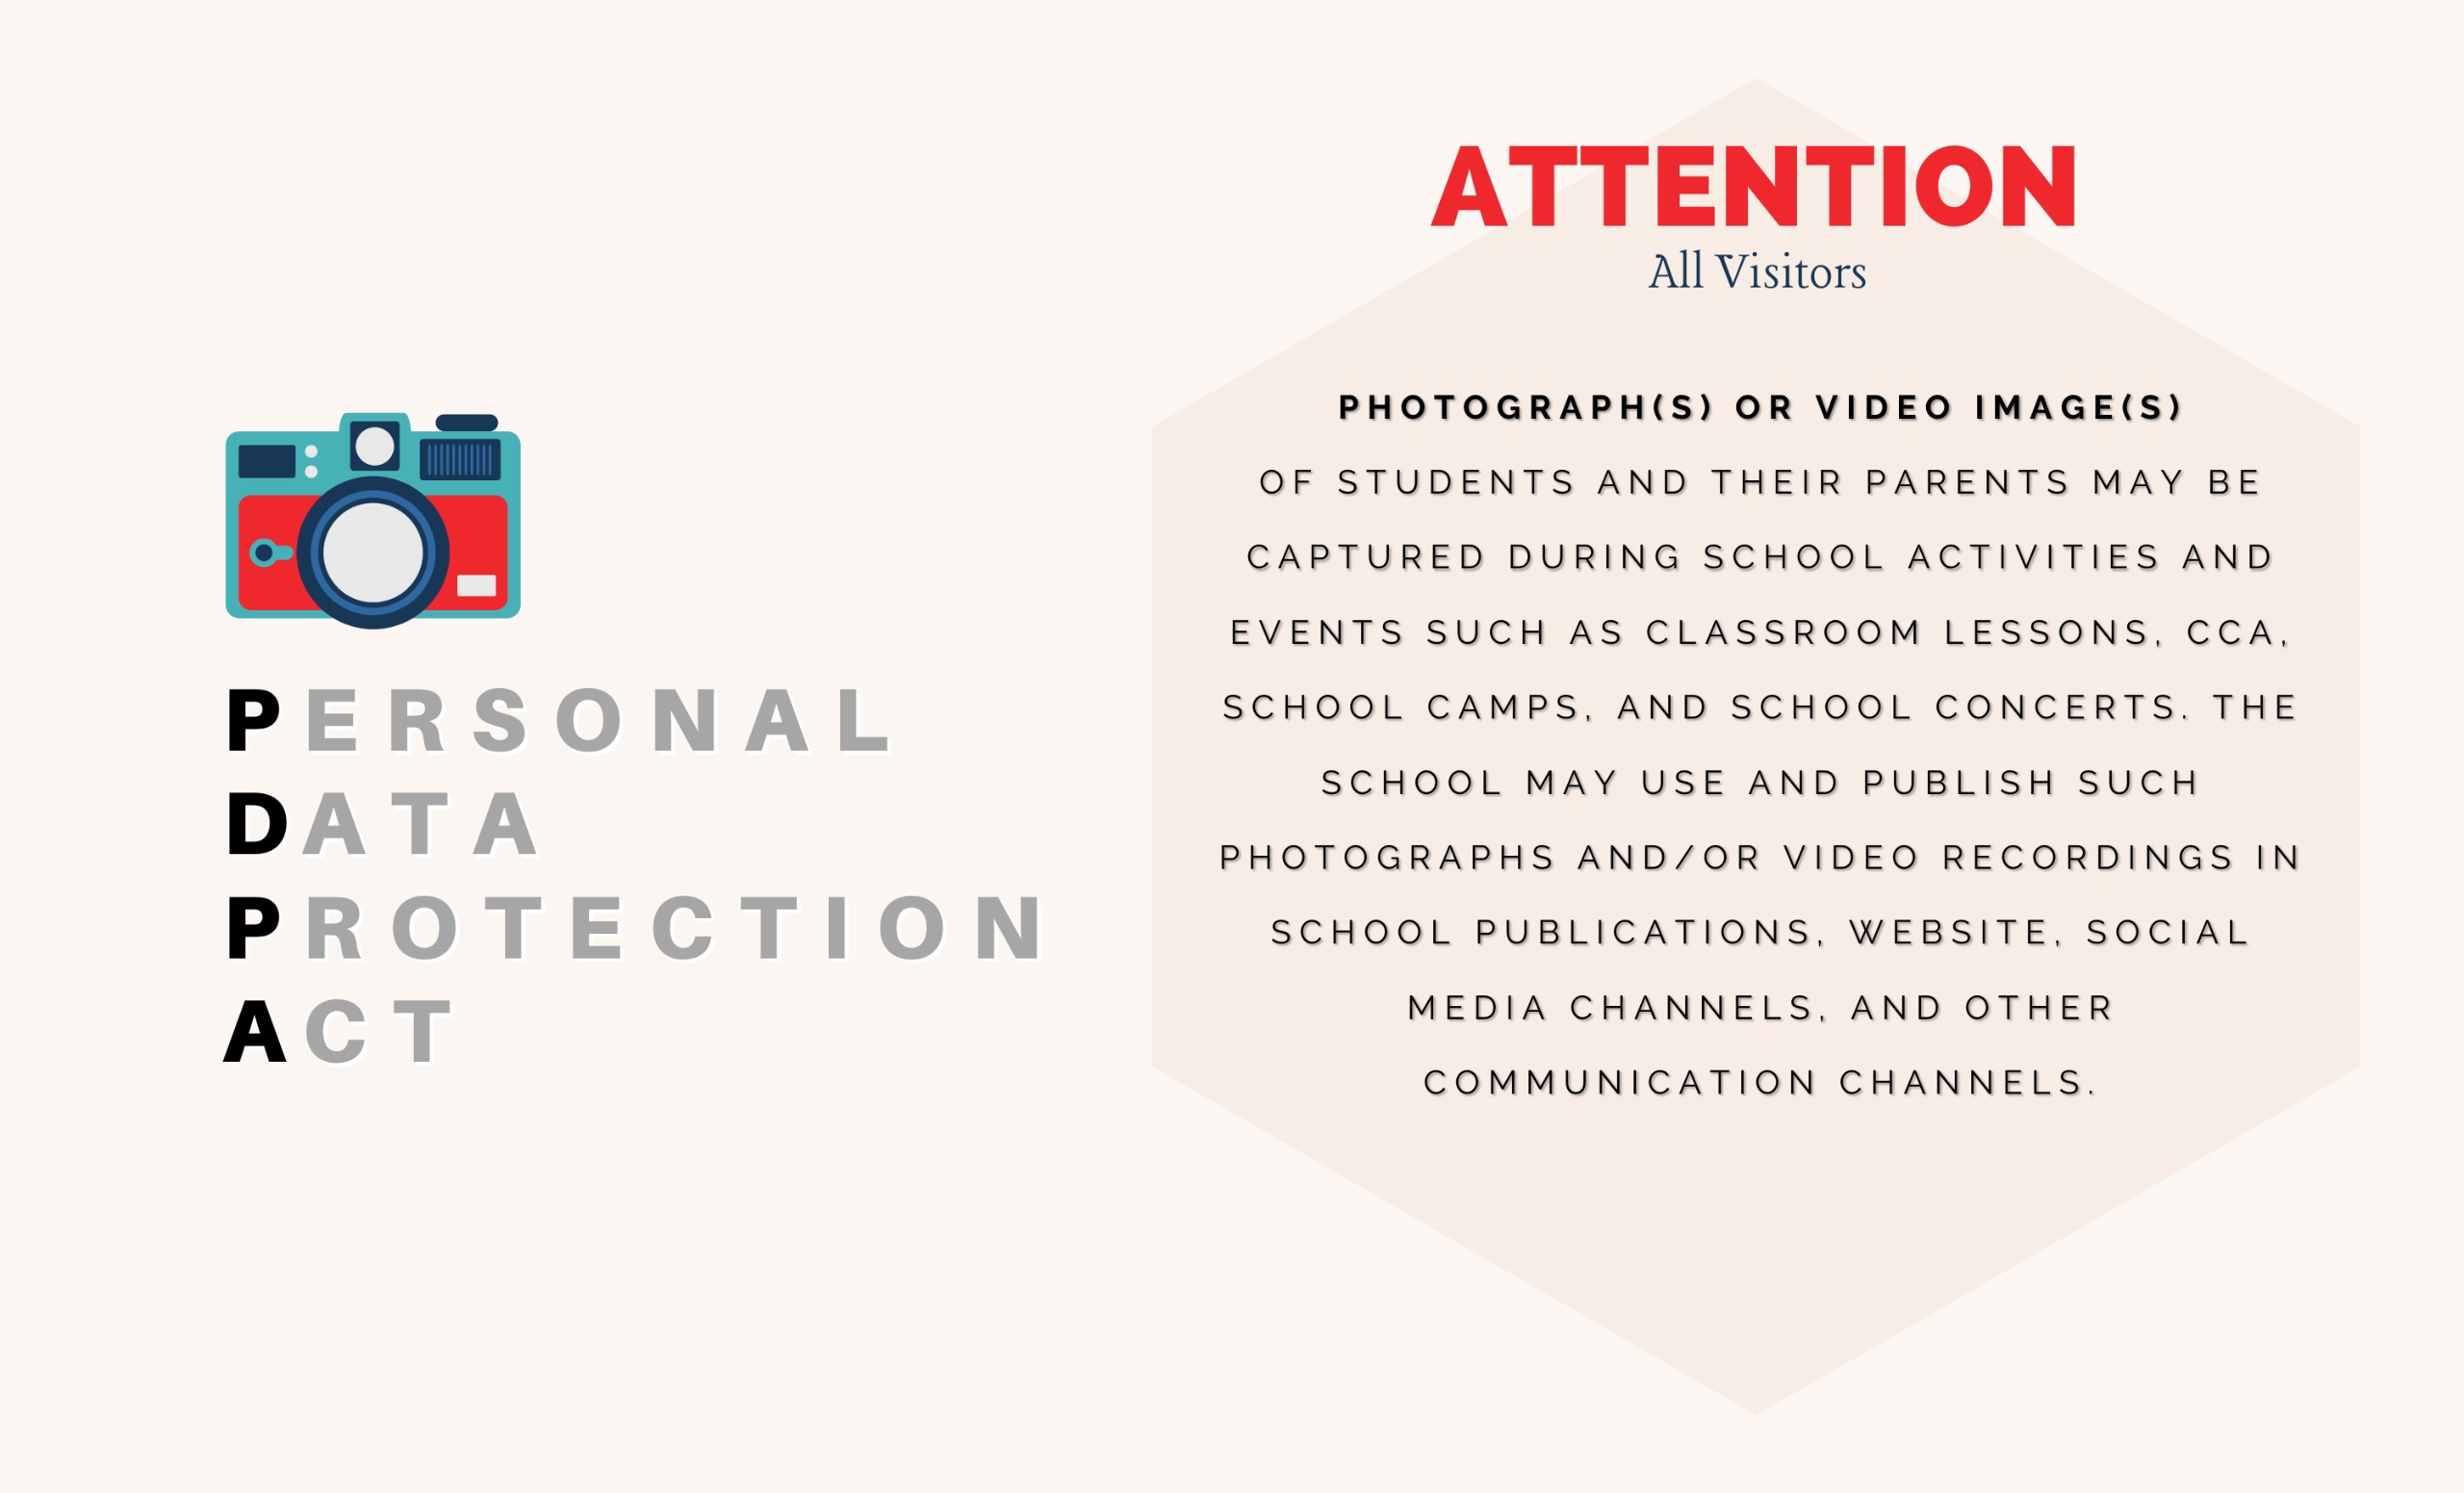 PERSONAL
DATA
PROTECTION
ACT
ATTENTION
All Visitors
PHOTOGRAPH(S) OR VIDEO IMAGE(S)
OF STUDENTS AND THEIR PARENTS MAY BE
CAPTURED DURING SCHOOL ACTIVITIES AND
EVENTS SUCH AS CLASSROOM LESSONS, CCA,
SCHOOL CAMPS, AND SCHOOL CONCERTS. THE
SCHOOL MAY USE AND PUBLISH SUCH
PHOTOGRAPHS AND/OR VIDEO RECORDINGS IN
SCHOOL PUBLICATIONS, WEBSITE, SOCIAL
MEDIA CHANNELS, AND OTHER
COMMUNICATION CHANNELS.